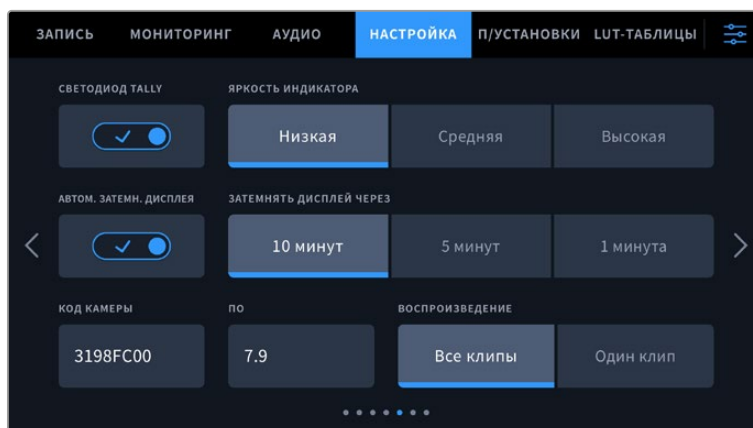 ЗАПИСЬ МОНИТОРИНГ АУДИО НАСТРОЙКА П/УСТАНОВКИ LUT-ТАБЛИЦЫ
СВЕТОДИОД TALLY ЯРКОСТЬ ИНДИКАТОРА
Низкая Средняя Высокая
АВТОМ. ЗАТЕМН. ДИСПЛЕЯ ЗАТЕМНЯТЬ ДИСПЛЕЙ ЧЕРЕЗ
10 минут 5 минут 1 минута
КОД КАМЕРЫ ПО ВОСПРОИЗВЕДЕНИЕ
3198FC00 7.9 Все клипы Один клип